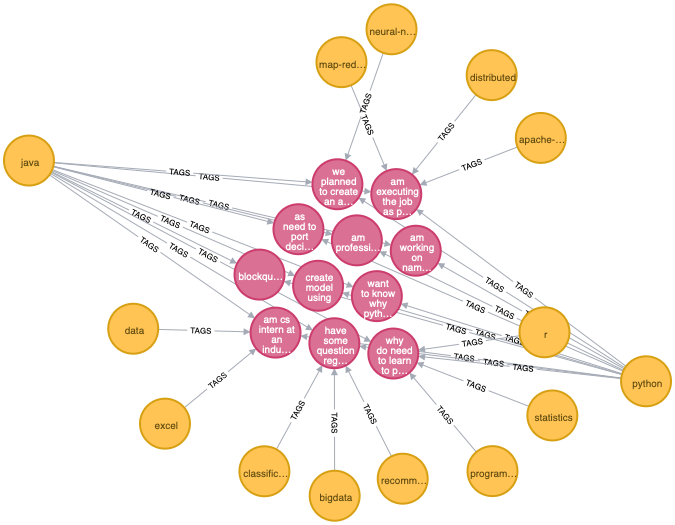 neural-n…
map-red…
distributed
TAGS
TAGS
TAGS
apache-…
java
TAGS
TAGS
TAGS
we
planned
to create
an a…
am
executing
the job
as p…
TAGS
TAGS
as
need to
port
deci…
am
professi…
am
working
on
nam…
TAGS
TAGS
TAGS
TAGS
TAGS
TAGS
TAGS
TAGS
blockqu…
create
model
using
want
to know
why
pyth…
TAGS
TAGS
data
TAGS
am cs
intern at
an
indu…
have
some
question
reg…
why
do need
to learn
to p…
TAGS
TAGS
TAGS
TAGS
r
TAGS
TAGS
TAGS
python
TAGS
TAGS
excel
statistics
TAGS
TAGS
TAGS
TAGS
classific…
bigdata
recomm…
program…